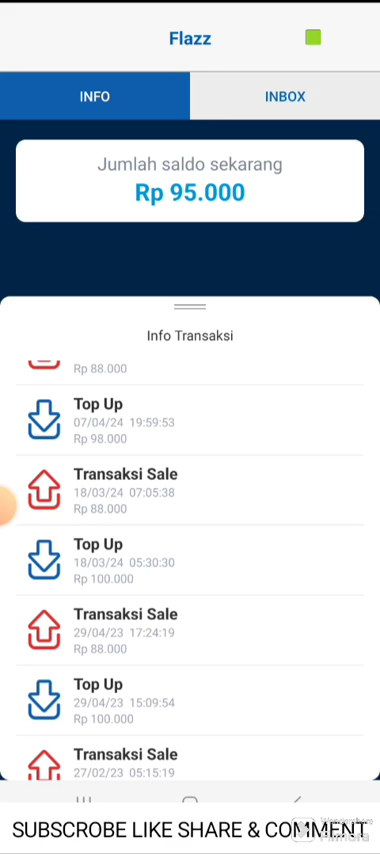 Flazz
INFO
INBOX
Jumlah saldo sekarang
Rp 95.000
Info Transaksi
Rp 88.000
Top Up
07/04/24 19:59:53
Rp 98.000
Transaksi Sale
18/03/24 07:05:38
Rp 88.000
Top Up
18/03/24 05:30:30
Rp 100.000
Transaksi Sale
29/04/23 17:24:19
Rp 88.000
Top Up
29/04/23 15:09:54
Rp 100.000
Transaksi Sale
27/02/23 05:15:19
SUBSCROBE LIKE SHARE & COMMENT
Wondershare
Filmora